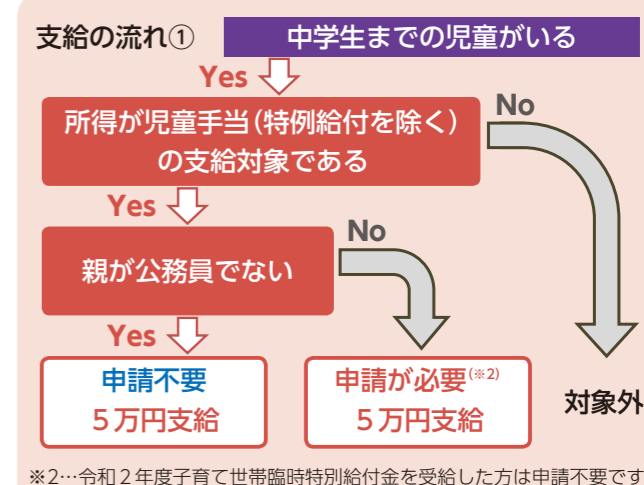 支給の流れ① 中学生までの児童がいる
Yes
所得が児童手当(特例給付を除く)
の支給対象である
No
Yes
親が公務員でない
No
Yes
申請不要
5万円支給
申請が必要(※2)
5万円支給
対象外
※2…令和2年度子育て世帯臨時特別給付金を受給した方は申請不要です